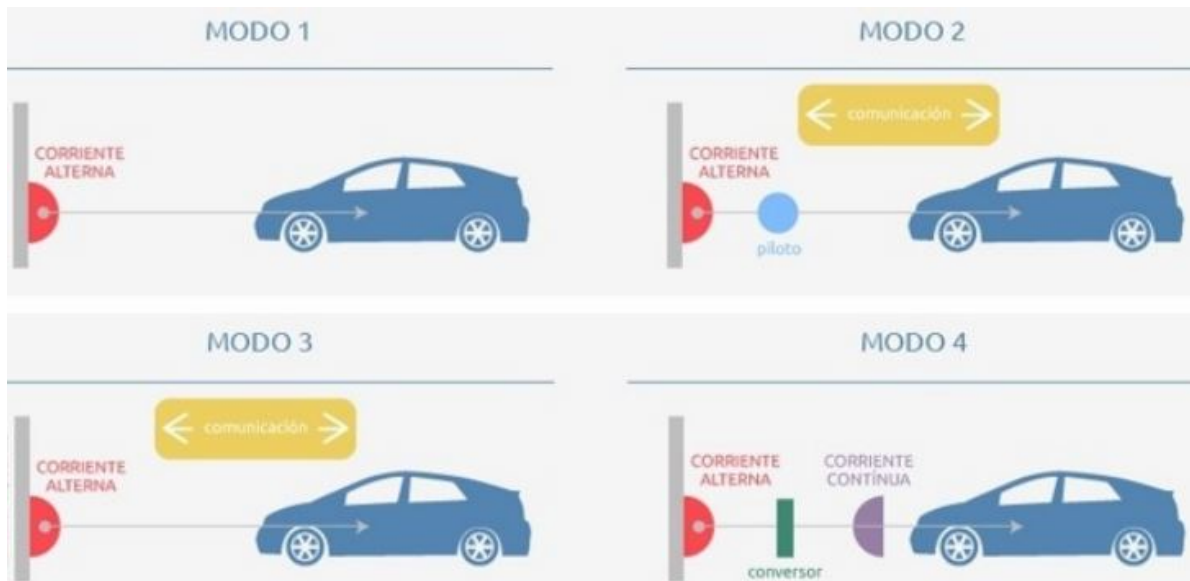 MODO 1
CORRIENTE
ALTERNA
MODO 2
comunicación
CORRIENTE
ALTERNA
piloto
MODO 3
comunicación
CORRIENTE
ALTERNA
MODO 4
CORRIENTE
ALTERNA
CORRIENTE
CONTÍNUA
conversor